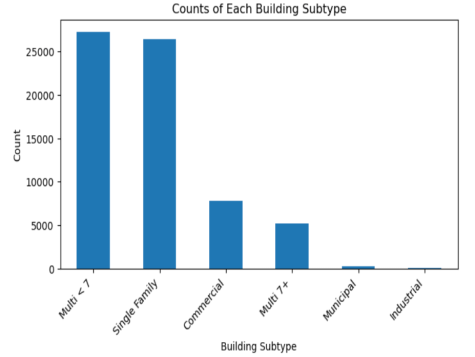 Counts of Each Building Subtype
25000
20000
15000
10000
5000
0
Count
Multi < 7
Single Family
Commercial
Multi 7+
Municipal
Industrial
Building Subtype